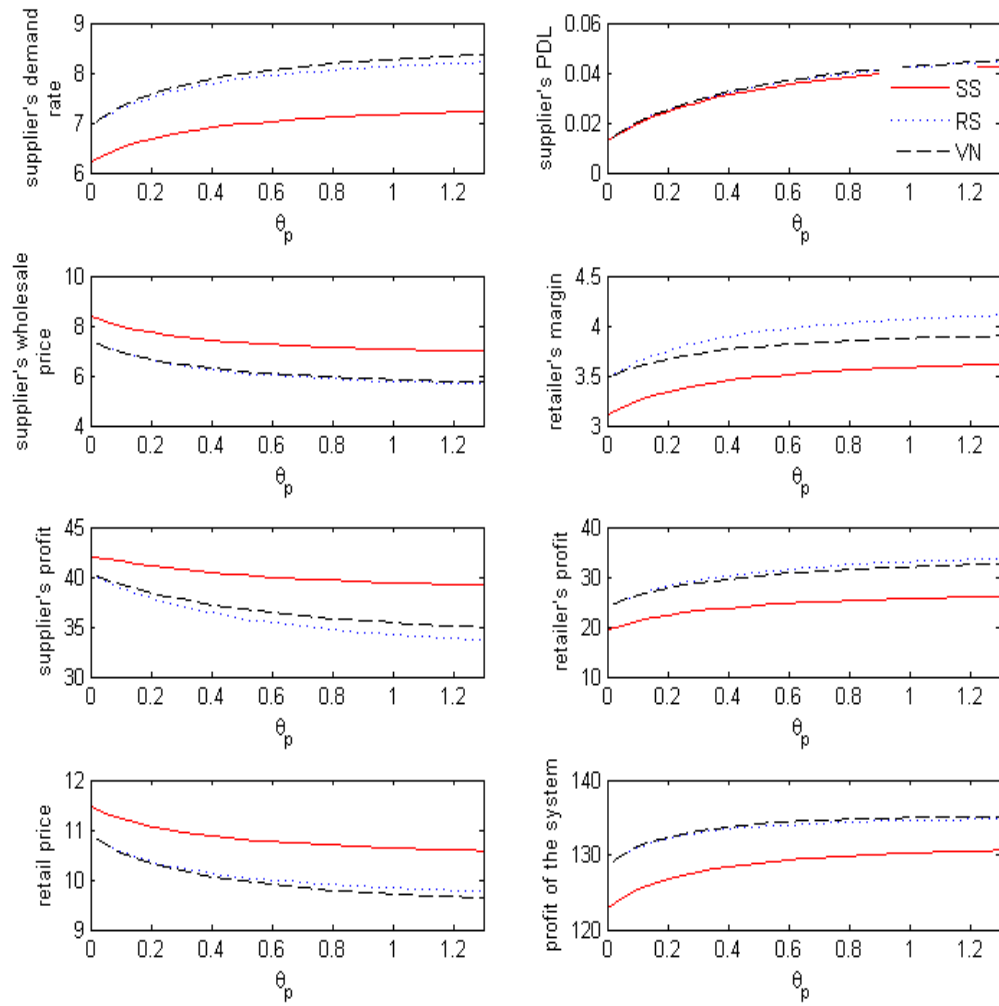 supplier's demand
rate
9
8
7
6
0 0.2 0.4 0.6 0.8 1 1.2
θp
supplier's PDL
0.06
0.04
0.02
0
SS
RS
VN
0 0.2 0.4 0.6 0.8 1 1.2
θp
supplier's wholesale
price
10
8
6
4
0 0.2 0.4 0.6 0.8 1 1.2
θp
retailer's margin
4.5
4
3.5
3
0 0.2 0.4 0.6 0.8 1 1.2
θp
supplier's profit
45
40
35
30
0 0.2 0.4 0.6 0.8 1 1.2
θp
retailer's profit
40
30
20
10
0 0.2 0.4 0.6 0.8 1 1.2
θp
retail price
12
11
10
9
0 0.2 0.4 0.6 0.8 1 1.2
θp
profit of the system
140
130
120
0 0.2 0.4 0.6 0.8 1 1.2
θp